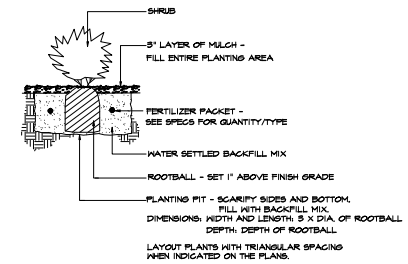 SHRUB
3" LAYER OF MULCH -
FILL ENTIRE PLANTING AREA
FERTILIZER PACKET -
SEE SPECS FOR QUANTITY/TYPE
WATER SETTLED BACKFILL MIX
ROOTBALL - SET 1" ABOVE FINISH GRADE
PLANTING PIT - SCARIFY SIDES AND BOTTOM,
FILL WITH BACKFILL MIX.
DIMENSIONS: WIDTH AND LENGTH: 3 X DIA. OF ROOTBALL
DEPTH: DEPTH OF ROOTBALL
LAYOUT PLANTS WITH TRIANGULAR SPACING
WHEN INDICATED ON THE PLANS.